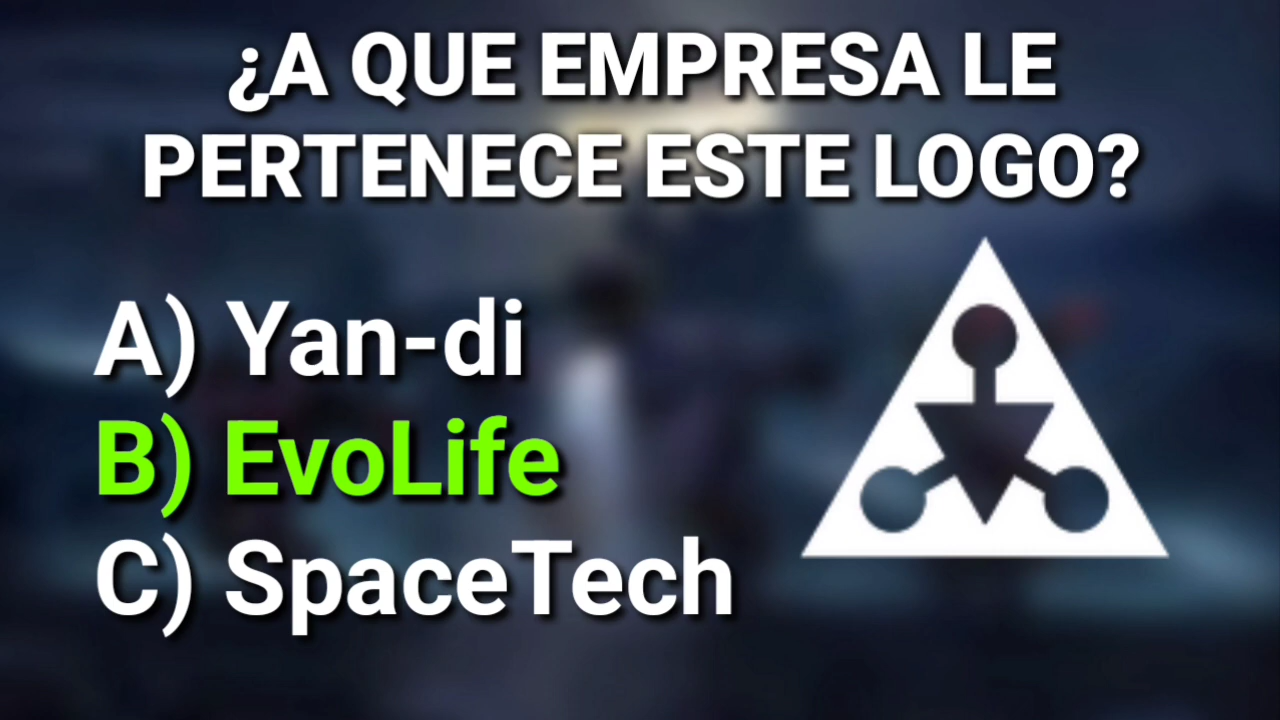 ¿A QUE EMPRESA LE
PERTENECE ESTE LOGO?
A) Yan-di
B) EvoLife
C) SpaceTech